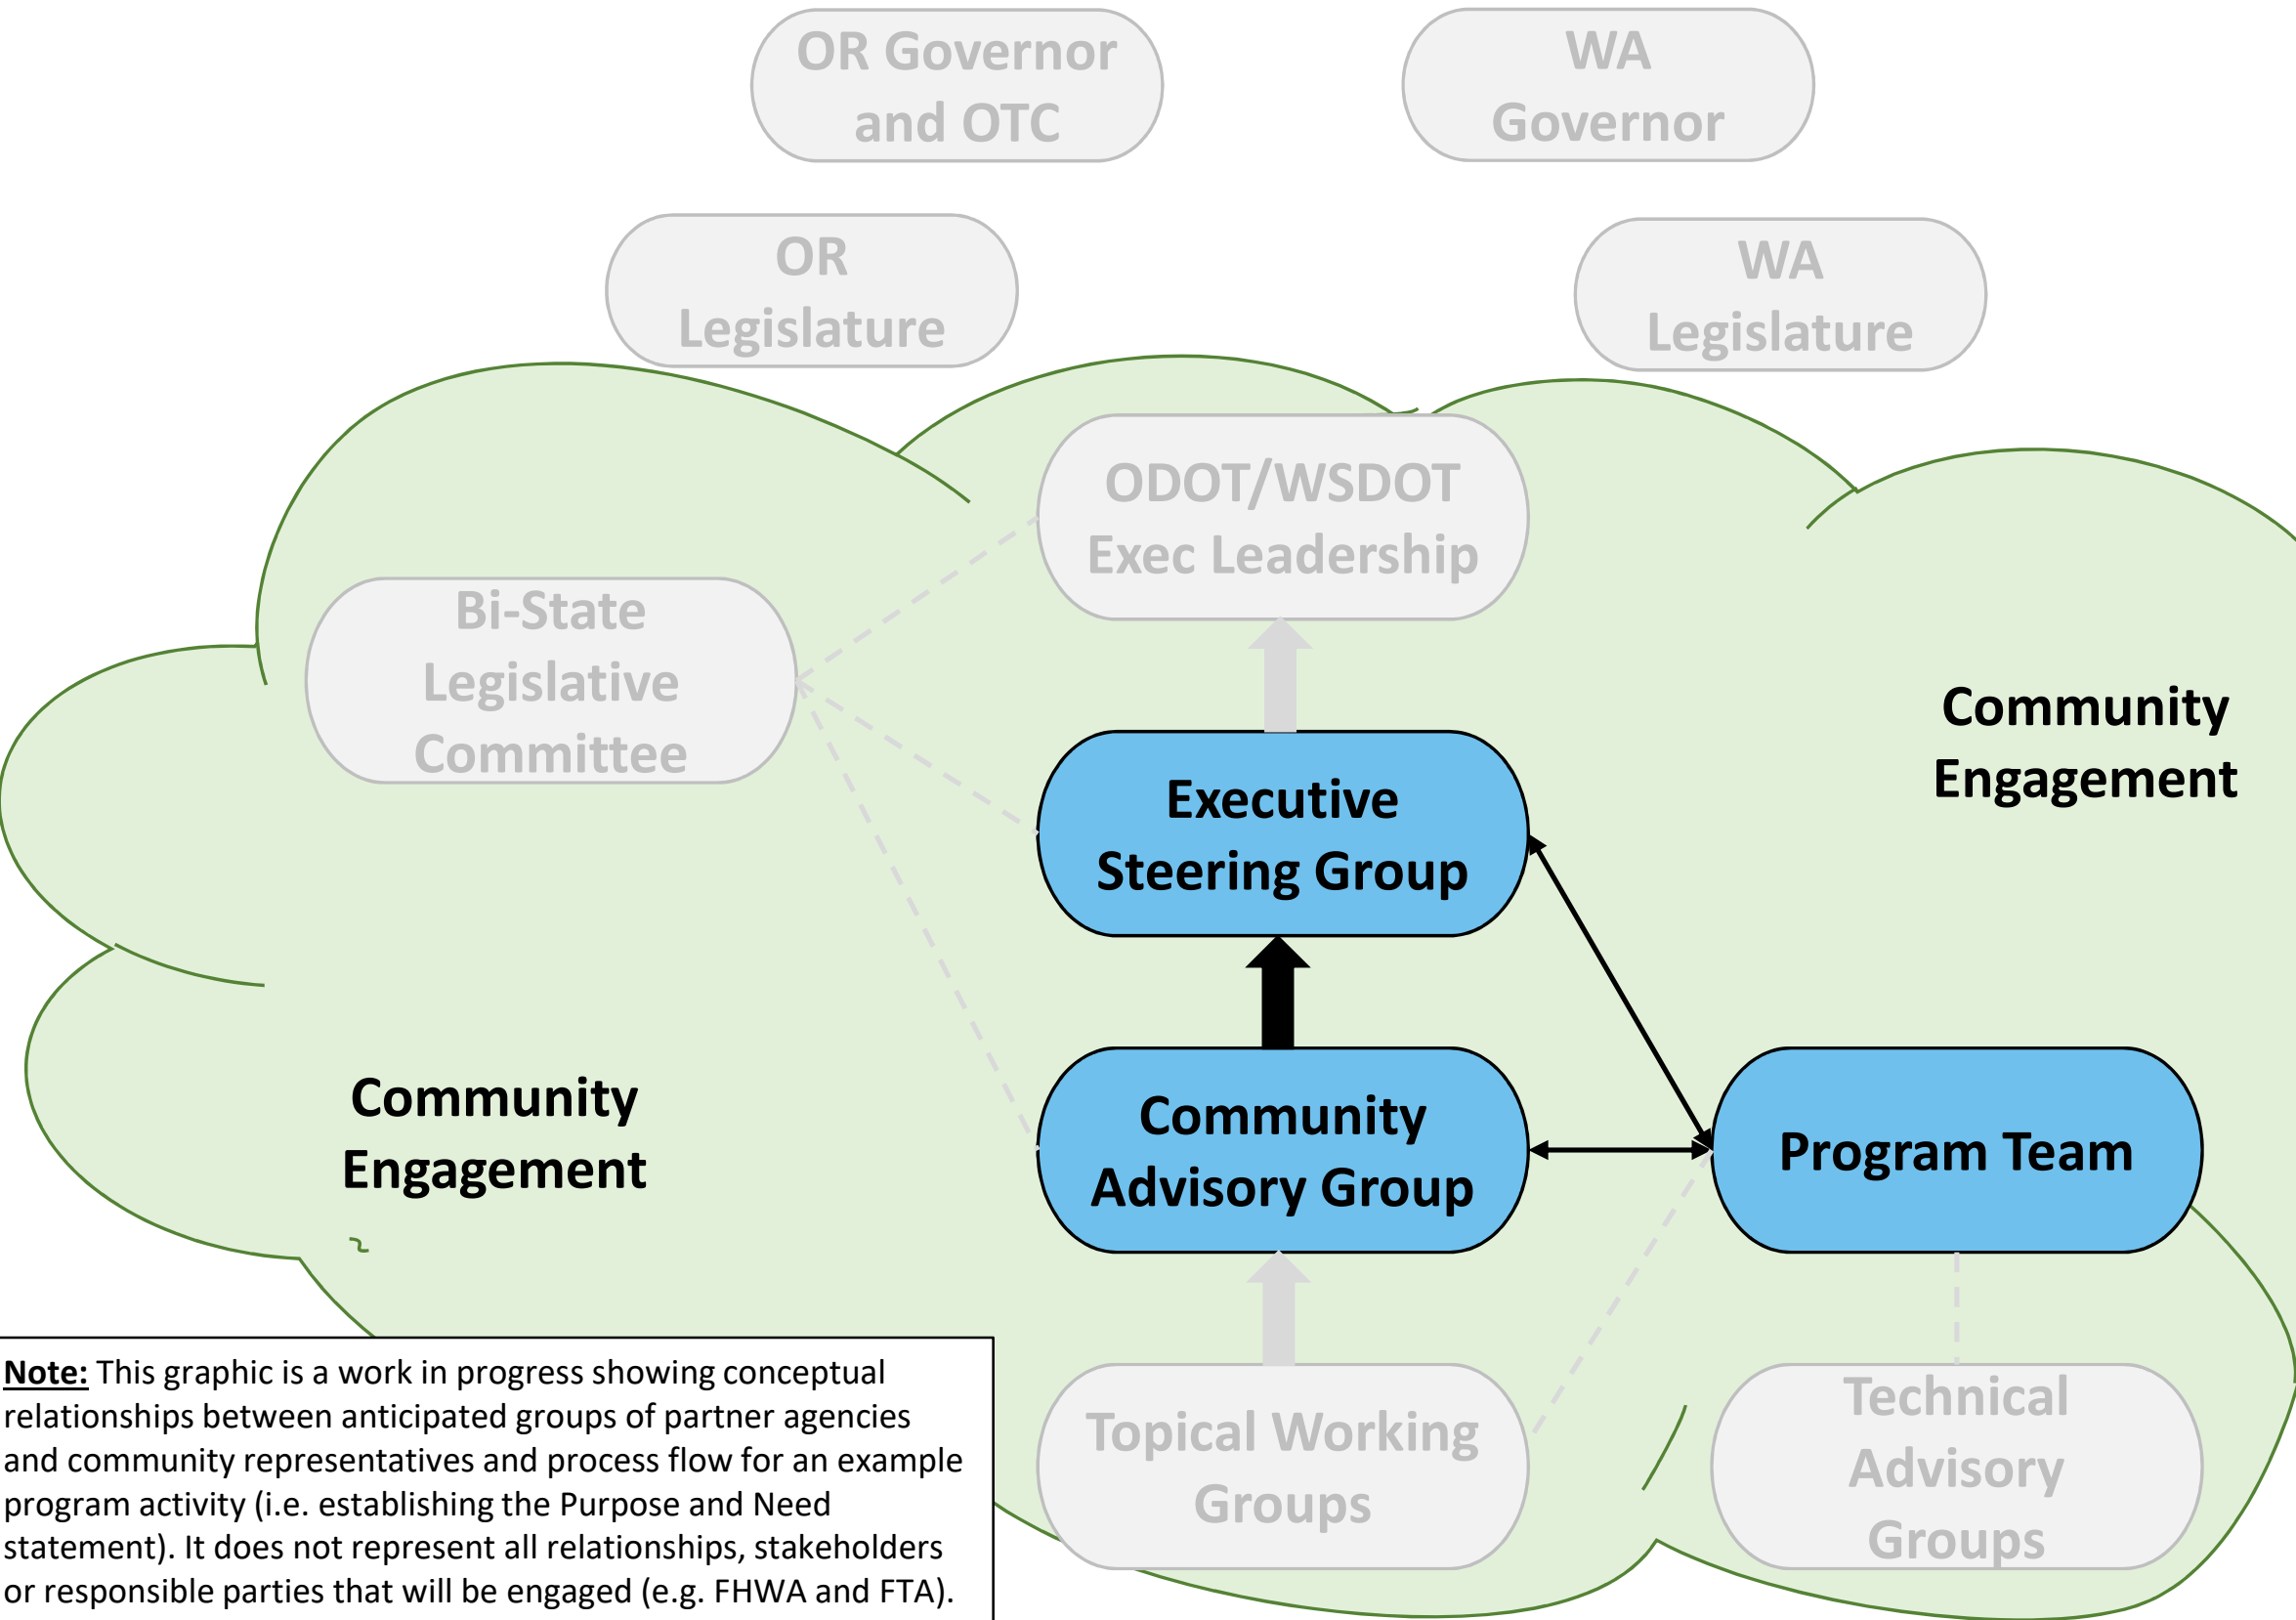 OR Governor
and OTC
WA
Governor
OR
Legislature
WA
Legislature
ODOT/WSDOT
Exec Leadership
Bi-State
Legislative
Committee
Community
Engagement
Executive
Steering Group
Community
Engagement
Community
Advisory Group
Program Team
Topical Working
Groups
Technical
Advisory
Groups
Note: This graphic is a work in progress showing conceptual
relationships between anticipated groups of partner agencies
and community representatives and process flow for an example
program activity (i.e. establishing the Purpose and Need
statement). It does not represent all relationships, stakeholders
or responsible parties that will be engaged (e.g. FHWA and FTA).